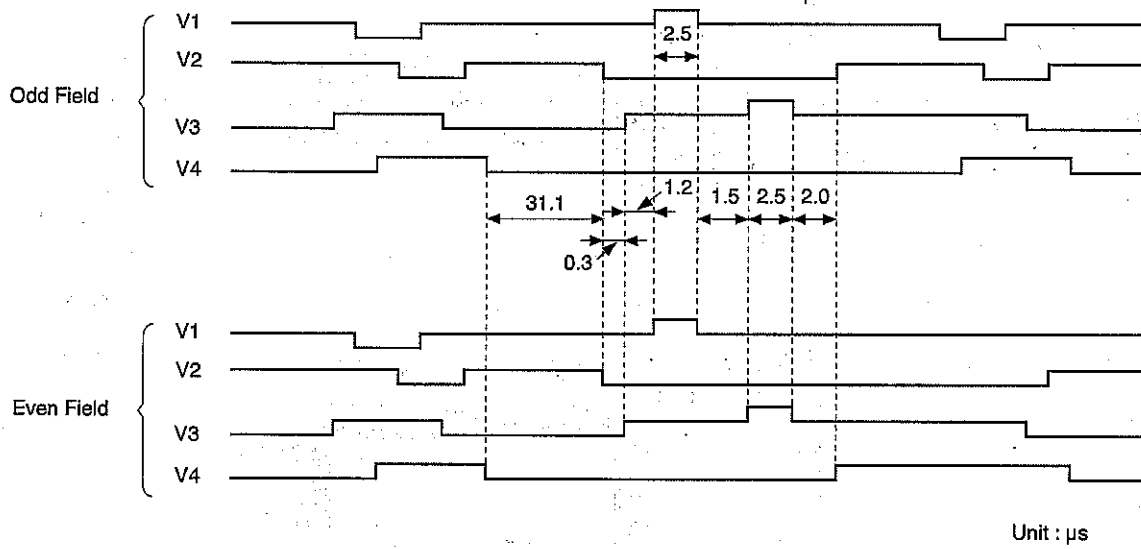 V1
2.5
V2
Odd Field
V3
V4
1.2
31.1
1.5
2.5
2.0
0.3
V1
V2
Even Field
V3
V4
Unit : µs